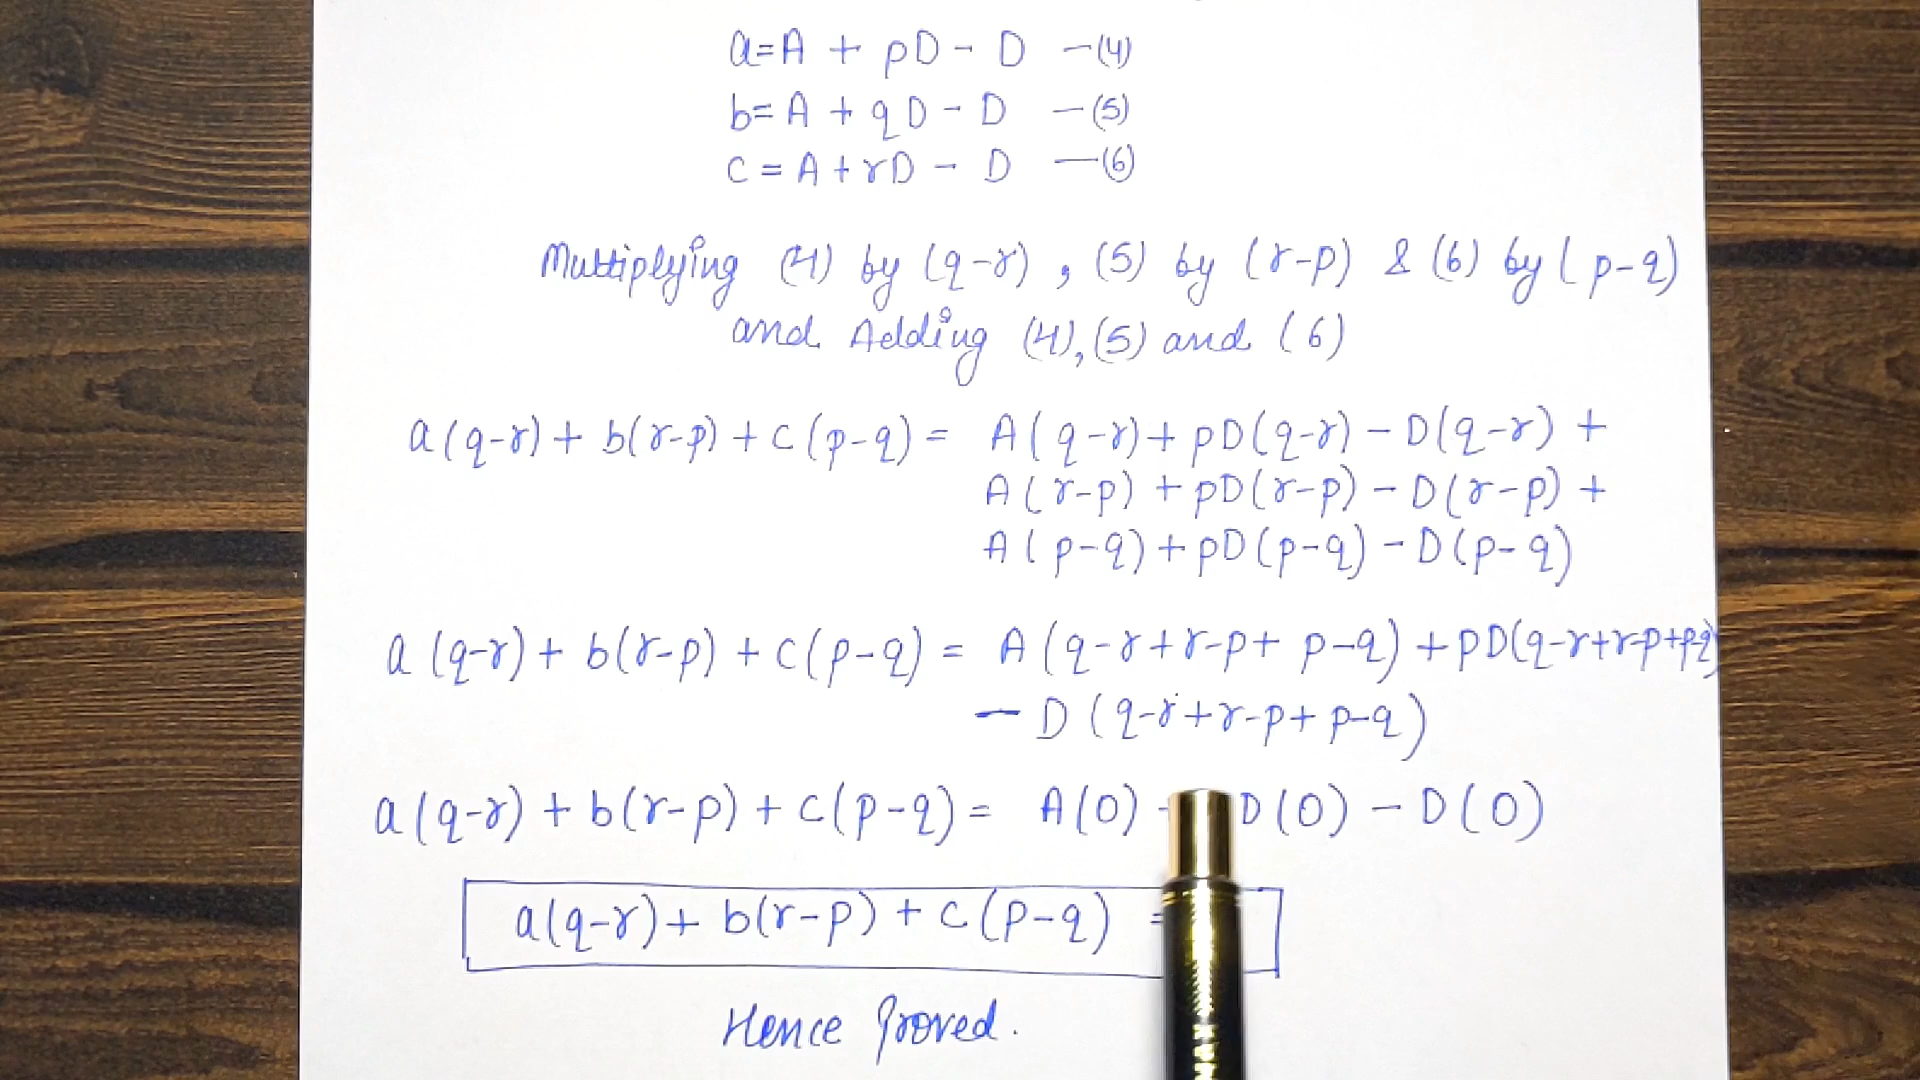 a=A + pD - D —(4)
b= A + qD - D —(5)
c = A + rD - D —(6)
Multiplying (4) by (q-r) , (5) by (r-p) & (6) by ( p-q)
and Adding (4),(5) and (6)
a(q-r) + b(r-p) + c(p-q) = A(q-r) + pD(q-r) - D(q-r) +
A(r-p) + pD(r-p) - D(r-p) +
A(p-q) + pD(p-q) - D(p-q)
a(q-r) + b(r-p) + c(p-q) = A(q-r+r-p+ p-q) + pD(q-r+r-p+p-q)
- D(q-r+r-p+p-q)
a(q-r) + b(r-p) + c(p-q) = A(0) D(0) - D(0)
a(q-r) + b(r-p) + c(p-q) =
Hence Proved.